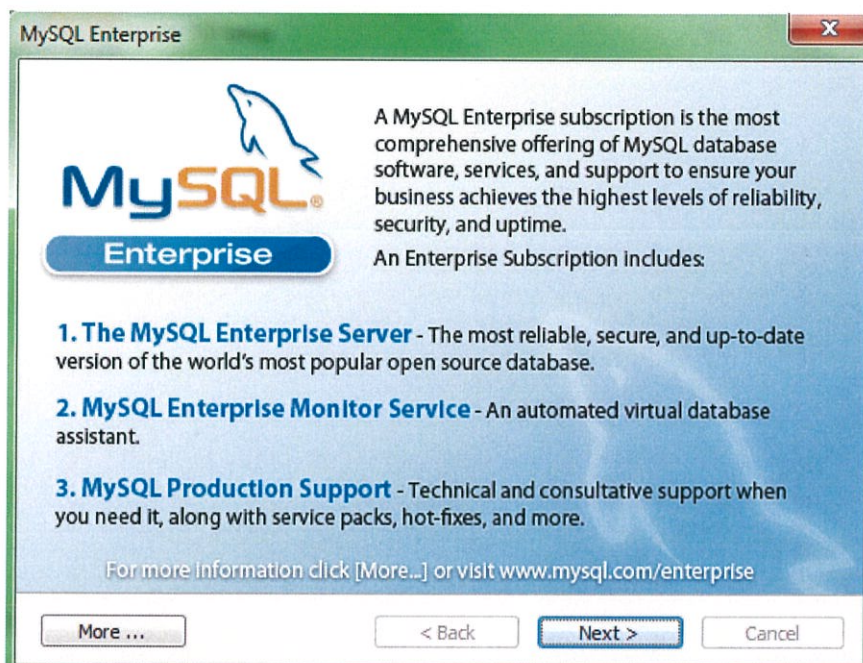 MySQL Enterprise
X
MySQL®
Enterprise
A MySQL Enterprise subscription is the most
comprehensive offering of MySQL database
software, services, and support to ensure your
business achieves the highest levels of reliability,
security, and uptime.
An Enterprise Subscription includes:
1. The MySQL Enterprise Server - The most reliable, secure, and up-to-date
version of the world's most popular open source database.
2. MySQL Enterprise Monitor Service - An automated virtual database
assistant.
3. MySQL Production Support - Technical and consultative support when
you need it, along with service packs, hot-fixes, and more.
For more information click [More...] or visit www.mysql.com/enterprise
More ...
< Back
Next >
Cancel